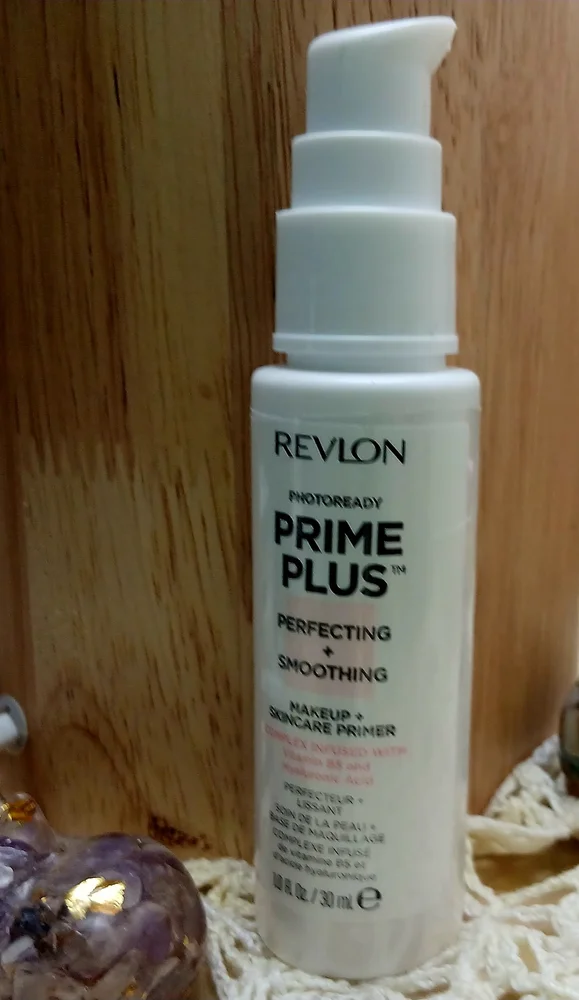 REVLON
PHOTOREADY
PRIME
PLUS™
PERFECTING
+
SMOOTHING
MAKEUP +
SKINCARE PRIMER
COMPLEX INFUSED WITH
Vitamin B5 and
Hyaluronic Acid
PERFECTEUR +
LISSANT
SOIN DE LA PEAU +
BASE DE MAQUILLAGE
COMPLEXE INFUSÉ
de vitamine B5 et
d'acide hyaluronique
1.0 FL OZ. / 30 mL ℮